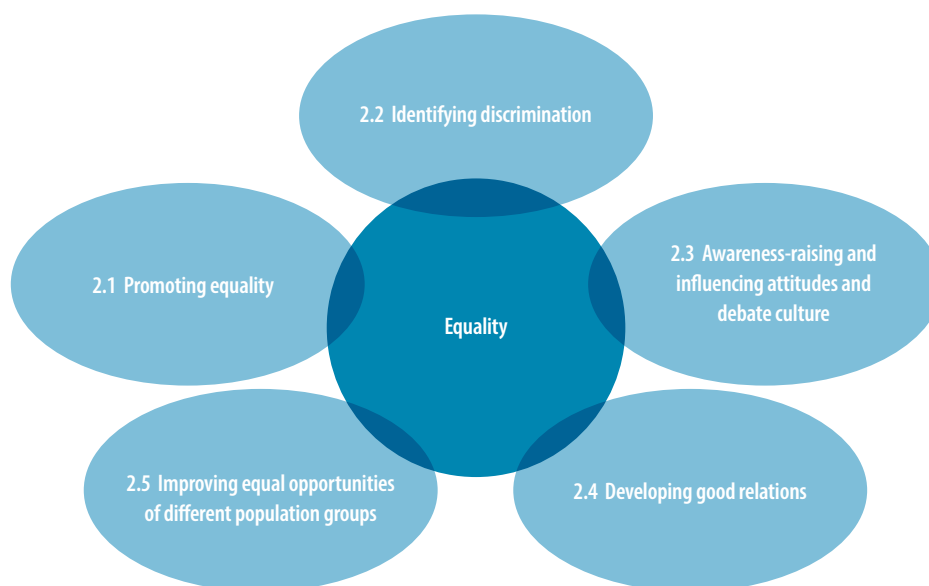 2.2 Identifying discrimination
2.1 Promoting equality
2.3 Awareness-raising and
influencing attitudes and
debate culture
Equality
2.5 Improving equal opportunities
of different population groups
2.4 Developing good relations